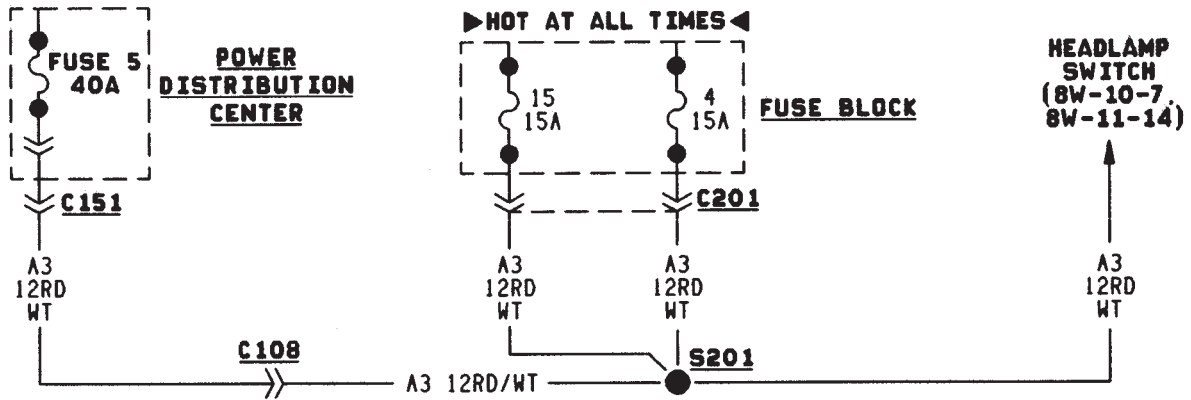 FUSE 5
40A
POWER
DISTRIBUTION
CENTER
HOT AT ALL TIMES
15
15A
4
15A
FUSE BLOCK
HEADLAMP
SWITCH
(8W-10-7,
8W-11-14)
C151
C201
A3
12RD
WT
A3
12RD
WT
A3
12RD
WT
A3
12RD
WT
C108
A3 12RD/WT
S201